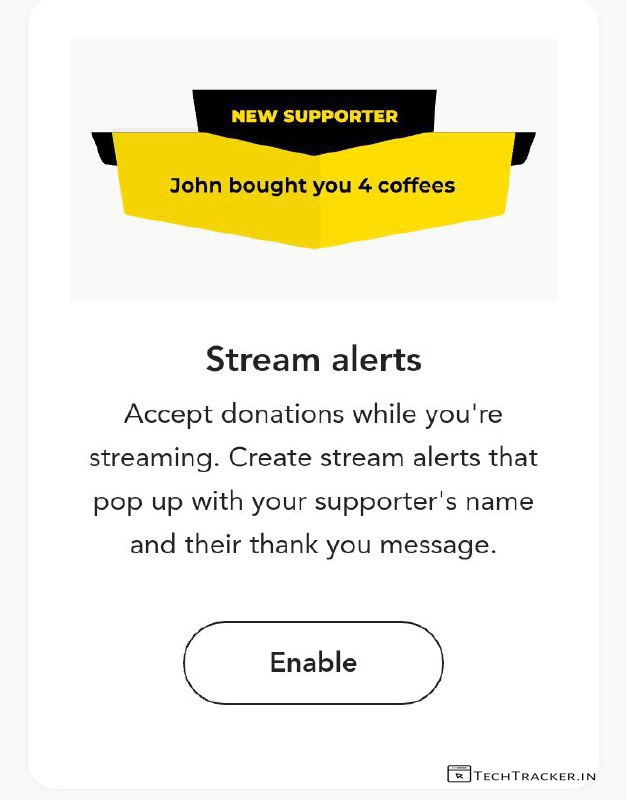 NEW SUPPORTER
John bought you 4 coffees
Stream alerts
Accept donations while you're
streaming. Create stream alerts that
pop up with your supporter's name
and their thank you message.
Enable
TECHTRACKER.IN